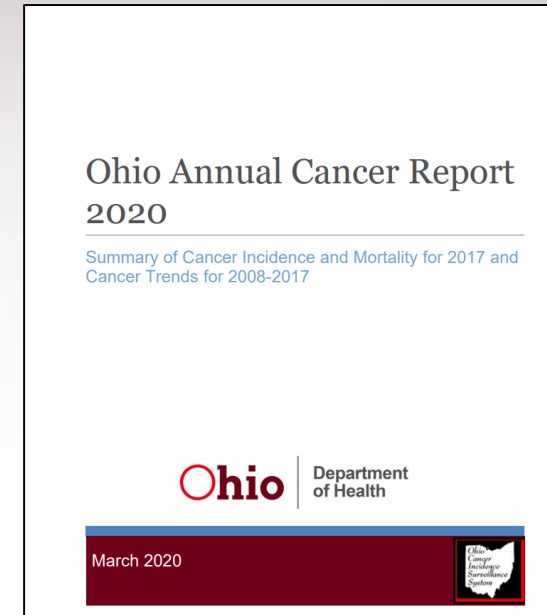 Ohio Annual Cancer Report
2020
Summary of Cancer Incidence and Mortality for 2017 and
Cancer Trends for 2008-2017
Ohio
Department
of Health
March 2020
Ohio
Cancer
Incidence
Surveillance
System